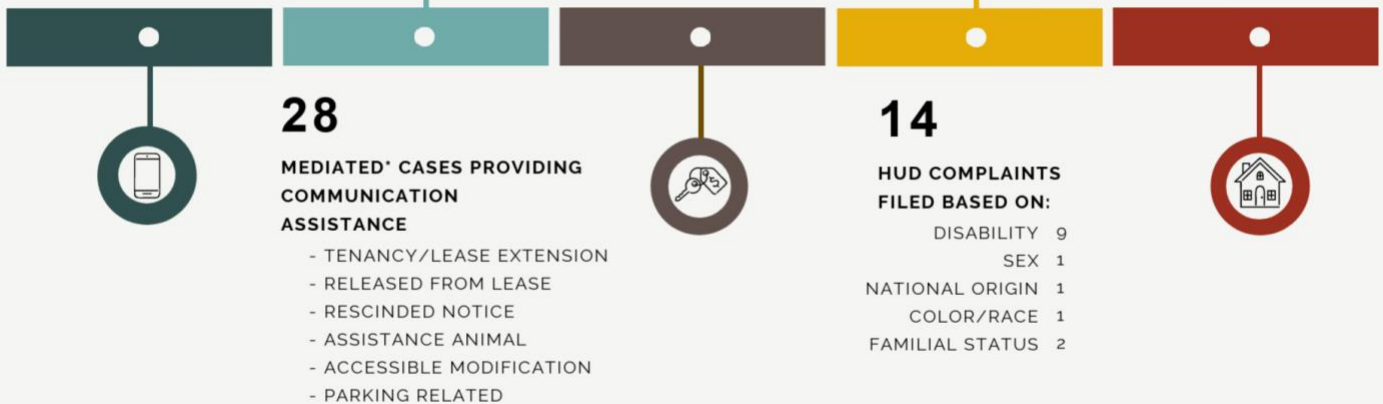 28
MEDIATED* CASES PROVIDING
COMMUNICATION
ASSISTANCE
- TENANCY/LEASE EXTENSION
- RELEASED FROM LEASE
- RESCINDED NOTICE
- ASSISTANCE ANIMAL
- ACCESSIBLE MODIFICATION
- PARKING RELATED
14
HUD COMPLAINTS
FILED BASED ON:
DISABILITY 9
SEX 1
NATIONAL ORIGIN 1
COLOR/RACE 1
FAMILIAL STATUS 2